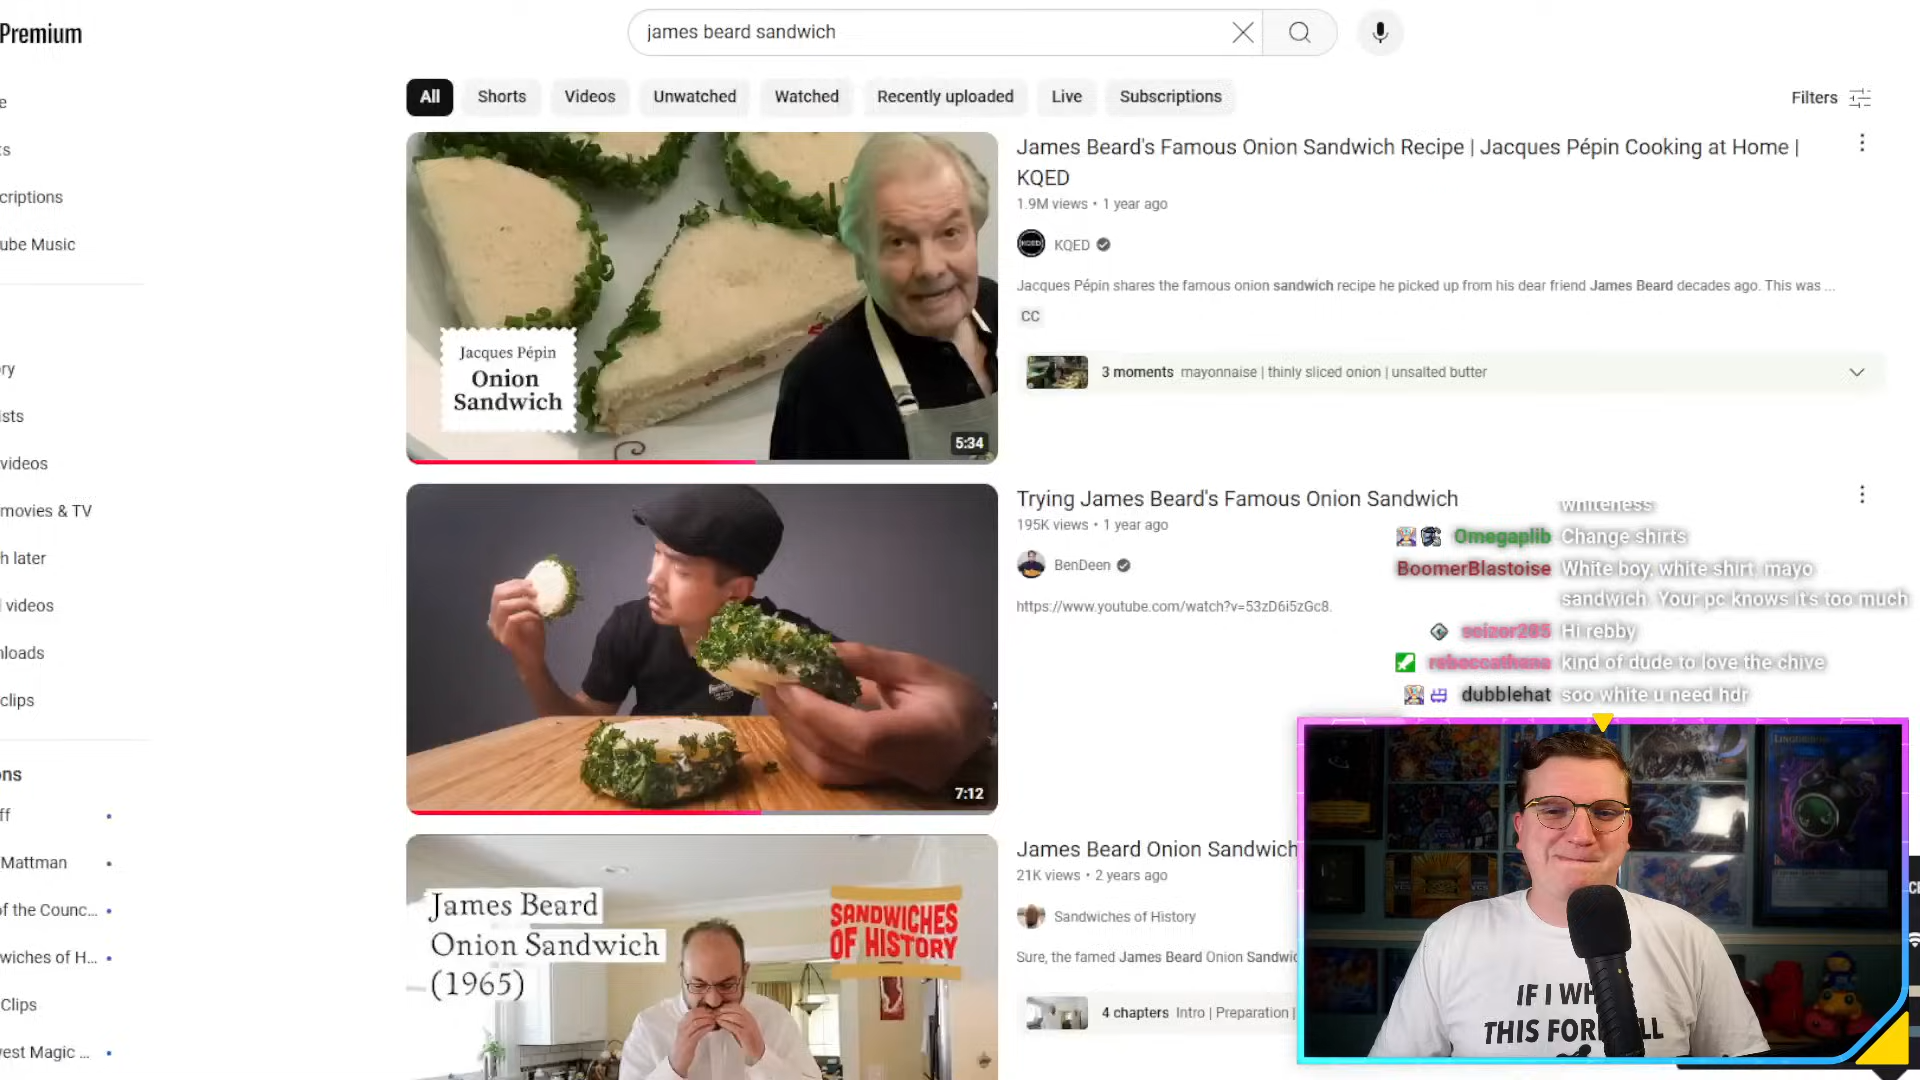 Premium
james beard sandwich
All
Shorts
Videos
Unwatched
Watched
Recently uploaded
Live
Subscriptions
Filters
e
ts
criptions
ube Music
ry
ists
videos
movies & TV
h later
l videos
nloads
clips
ons
ff
Mattman
of the Counc...
wiches of H...
Clips
est Magic ...
Jacques Pépin
Onion
Sandwich
5:34
James Beard's Famous Onion Sandwich Recipe | Jacques Pépin Cooking at Home |
KQED
1.9M views • 1 year ago
KQED
Jacques Pépin shares the famous onion sandwich recipe he picked up from his dear friend James Beard decades ago. This was ...
CC
3 moments mayonnaise | thinly sliced onion | unsalted butter
7:12
Trying James Beard's Famous Onion Sandwich
195K views • 1 year ago
BenDeen
https://www.youtube.com/watch?v=53zD6i5zGc8.
whiteness
Omegaplib Change shirts
BoomerBlastoise White boy, white shirt, mayo
sandwich. Your pc knows it's too much
scizor205 Hi rebby
rebeccathena kind of dude to love the chive
dubblehat soo white u need hdr
James Beard
Onion Sandwich
(1965)
SANDWICHES
OF HISTORY
James Beard Onion Sandwich
21K views • 2 years ago
Sandwiches of History
Sure, the famed James Beard Onion Sandwic
4 chapters Intro | Preparation |
IF I WH
THIS FOR LL